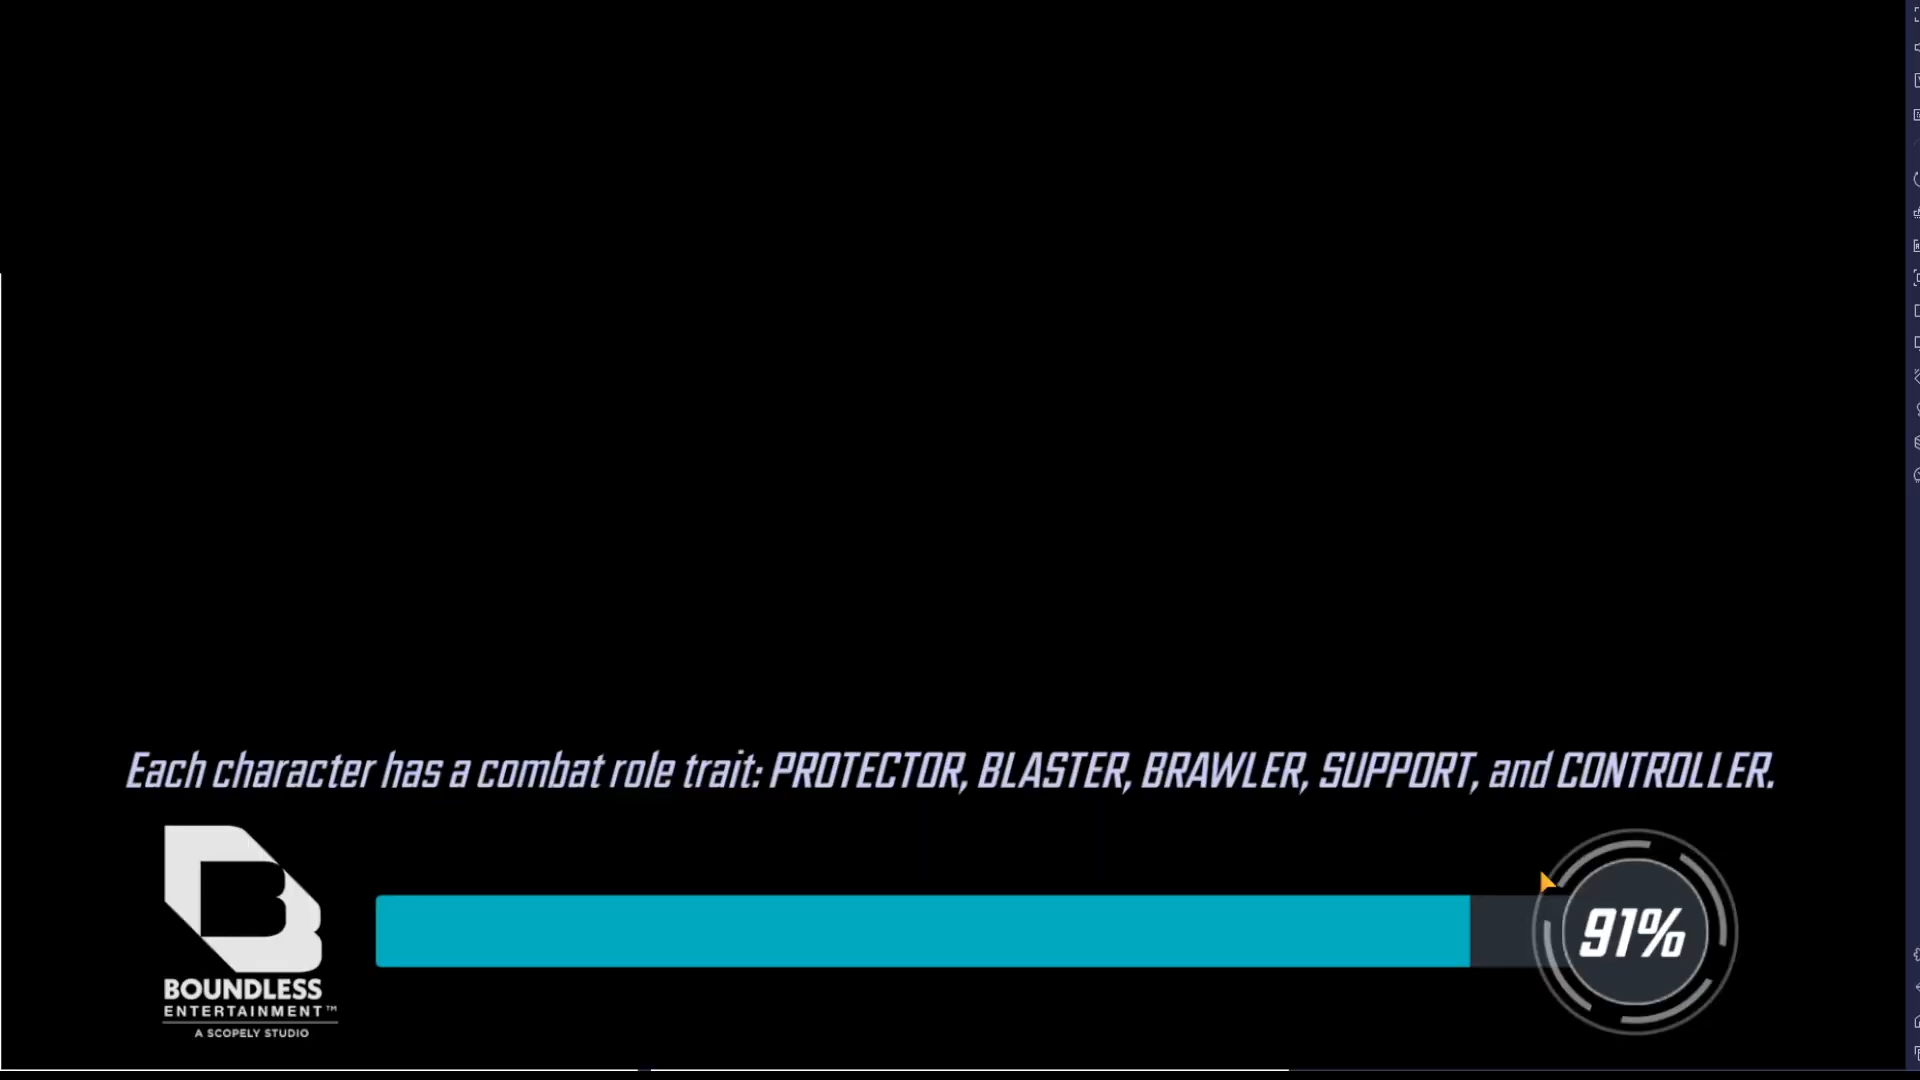 Each character has a combat role trait: PROTECTOR, BLASTER, BRAWLER, SUPPORT, and CONTROLLER.
91%
BOUNDLESS
ENTERTAINMENT™
A SCOPELY STUDIO